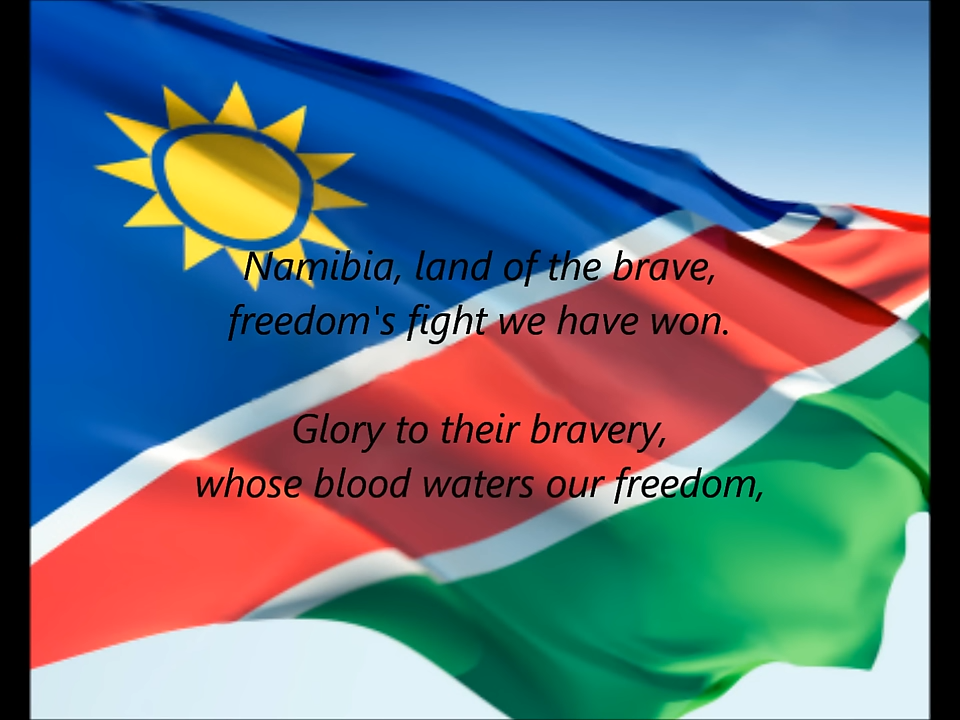 Namibia, land of the brave,
freedom's fight we have won.
Glory to their bravery,
whose blood waters our freedom,